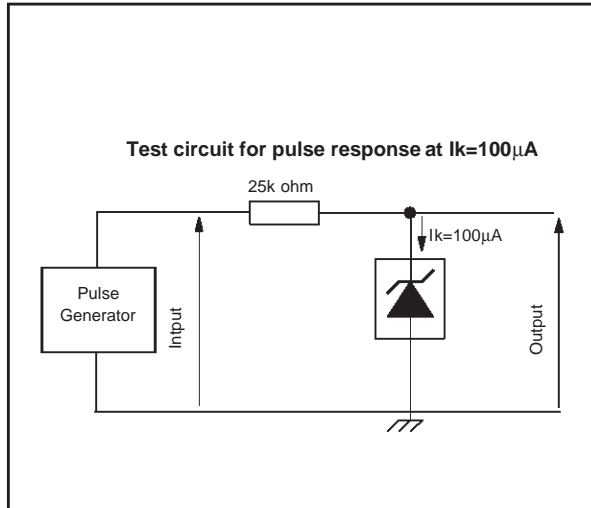 Test circuit for pulse response at Ik=100µA
25k ohm
Ik=100µA
Pulse
Generator
Intput
Output